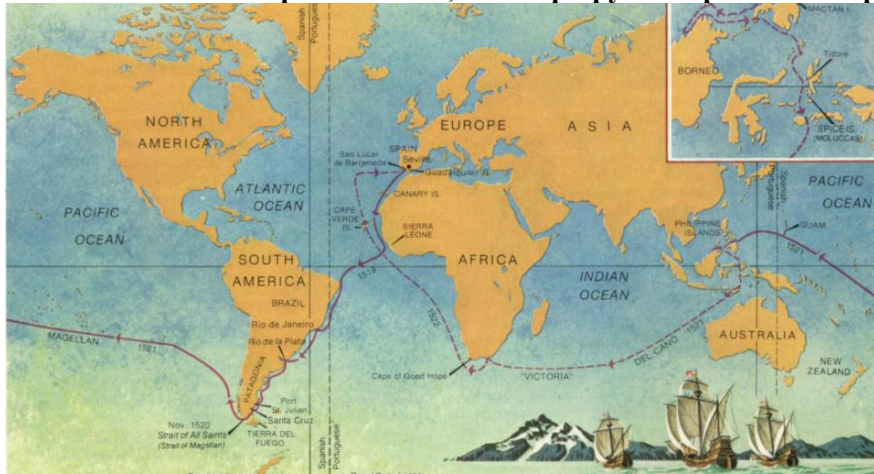 MACTAN I.
Spanish
Portuguese
Tidore
BORNEO
SPICE IS.
(MOLUCCAS)
NORTH
AMERICA
EUROPE
ASIA
SPAIN
San Lucar
de Barrameda
Sevilla
Guadalquivir R.
ATLANTIC
OCEAN
CANARY IS.
PACIFIC
OCEAN
CAPE
VERDE
IS.
SIERRA
LEONE
Spanish
Portuguese
PACIFIC
OCEAN
PHILIPPINE
ISLANDS
GUAM
1521
SOUTH
AMERICA
AFRICA
1519
INDIAN
OCEAN
BRAZIL
Rio de Janeiro
1522
Rio de la Plata
MAGELLAN
1521
DEL CANO 1521
AUSTRALIA
PATAGONIA
Cape of Good Hope
"VICTORIA"
NEW
ZEALAND
Port
St. Julian
Santa Cruz
Nov. 1520
Strait of All Saints
(Strait of Magellan)
TIERRA DEL
FUEGO
Spanish
Portuguese